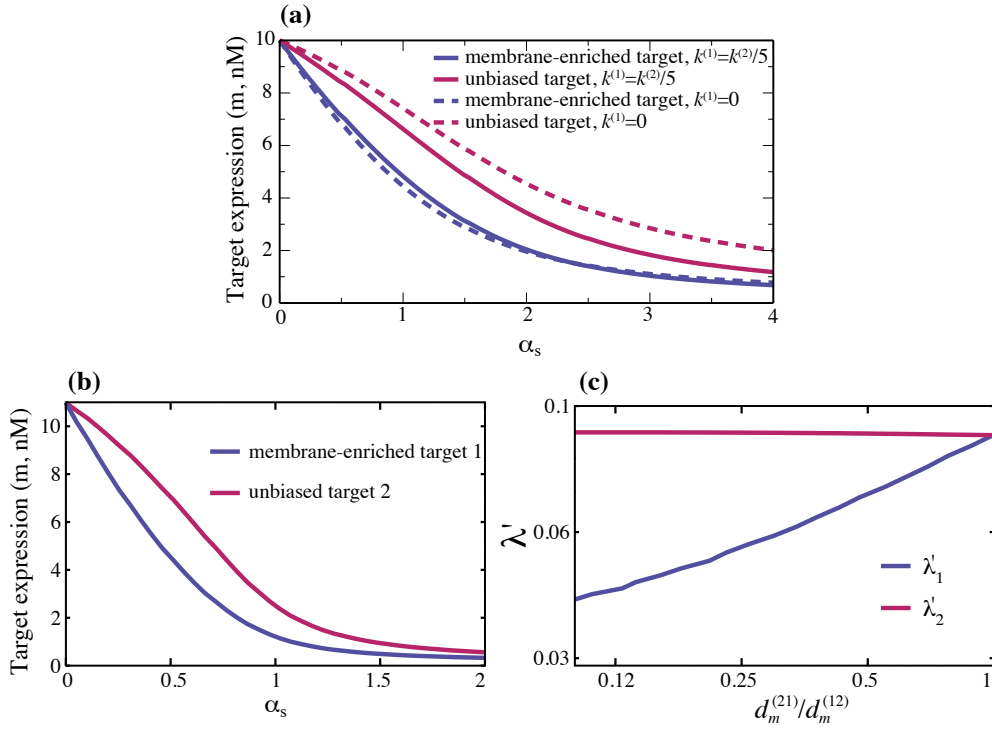 (a)
Target expression (m, nM)
10
8
6
4
2
0
membrane-enriched target, k⁽¹⁾=k⁽²⁾/5
unbiased target, k⁽¹⁾=k⁽²⁾/5
membrane-enriched target, k⁽¹⁾=0
unbiased target, k⁽¹⁾=0
0 1 2 3 4
αs
(b)
Target expression (m, nM)
10
8
6
4
2
0
membrane-enriched target 1
unbiased target 2
0 0.5 1 1.5 2
αs
(c)
λ'
0.1
0.06
0.03
λ'1
λ'2
0.12 0.25 0.5 1
dm(21)/dm(12)